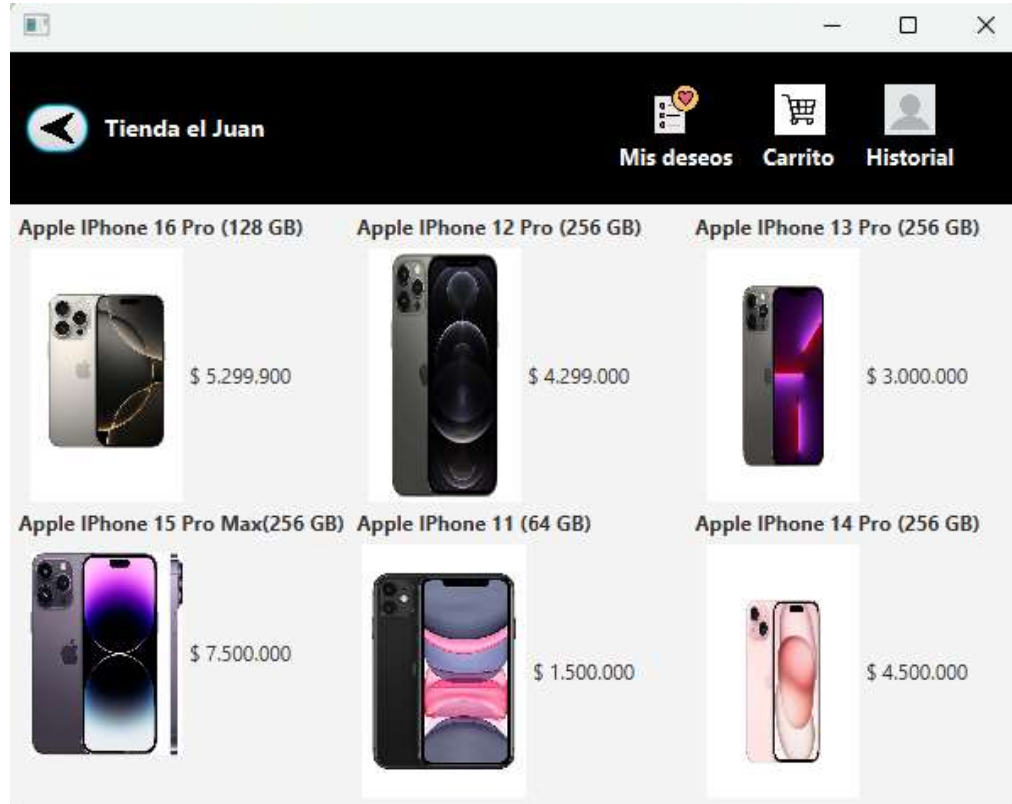 Tienda el Juan
Mis deseos
Carrito
Historial
Apple IPhone 16 Pro (128 GB)
$ 5.299.900
Apple IPhone 12 Pro (256 GB)
$ 4.299.000
Apple IPhone 13 Pro (256 GB)
$ 3.000.000
Apple IPhone 15 Pro Max(256 GB)
$ 7.500.000
Apple IPhone 11 (64 GB)
$ 1.500.000
Apple IPhone 14 Pro (256 GB)
$ 4.500.000